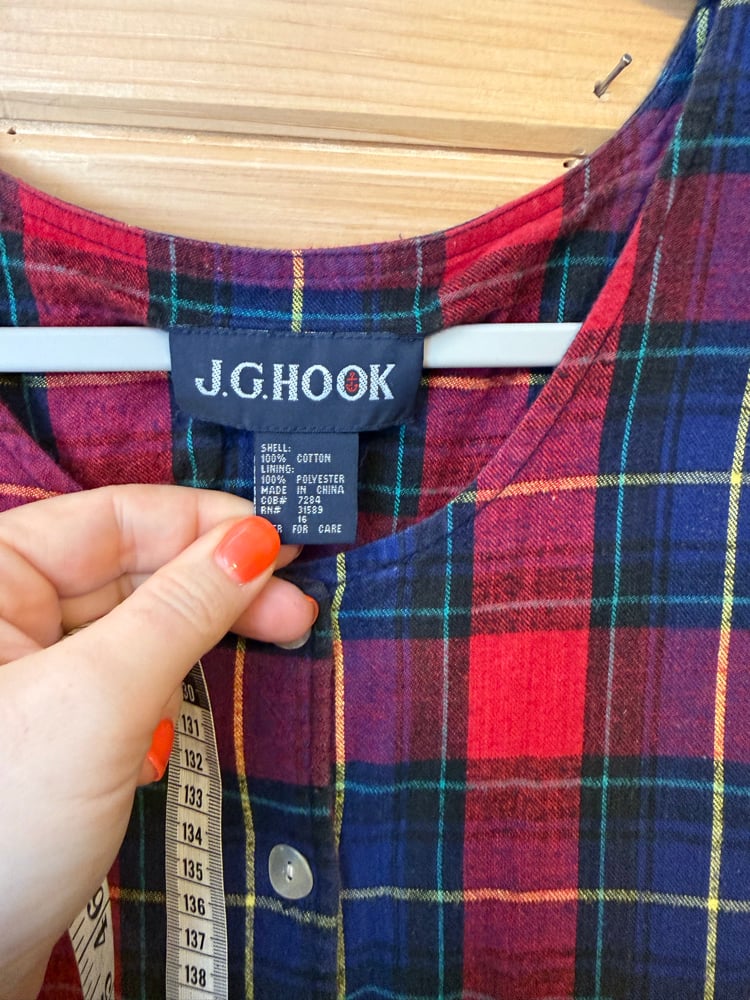 J.G.HOOK
SHELL:
100% COTTON
LINING:
100% POLYESTER
MADE IN CHINA
COB# 7284
RN# 31589
16
FOR CARE
131
132
133
134
135
136
137
138